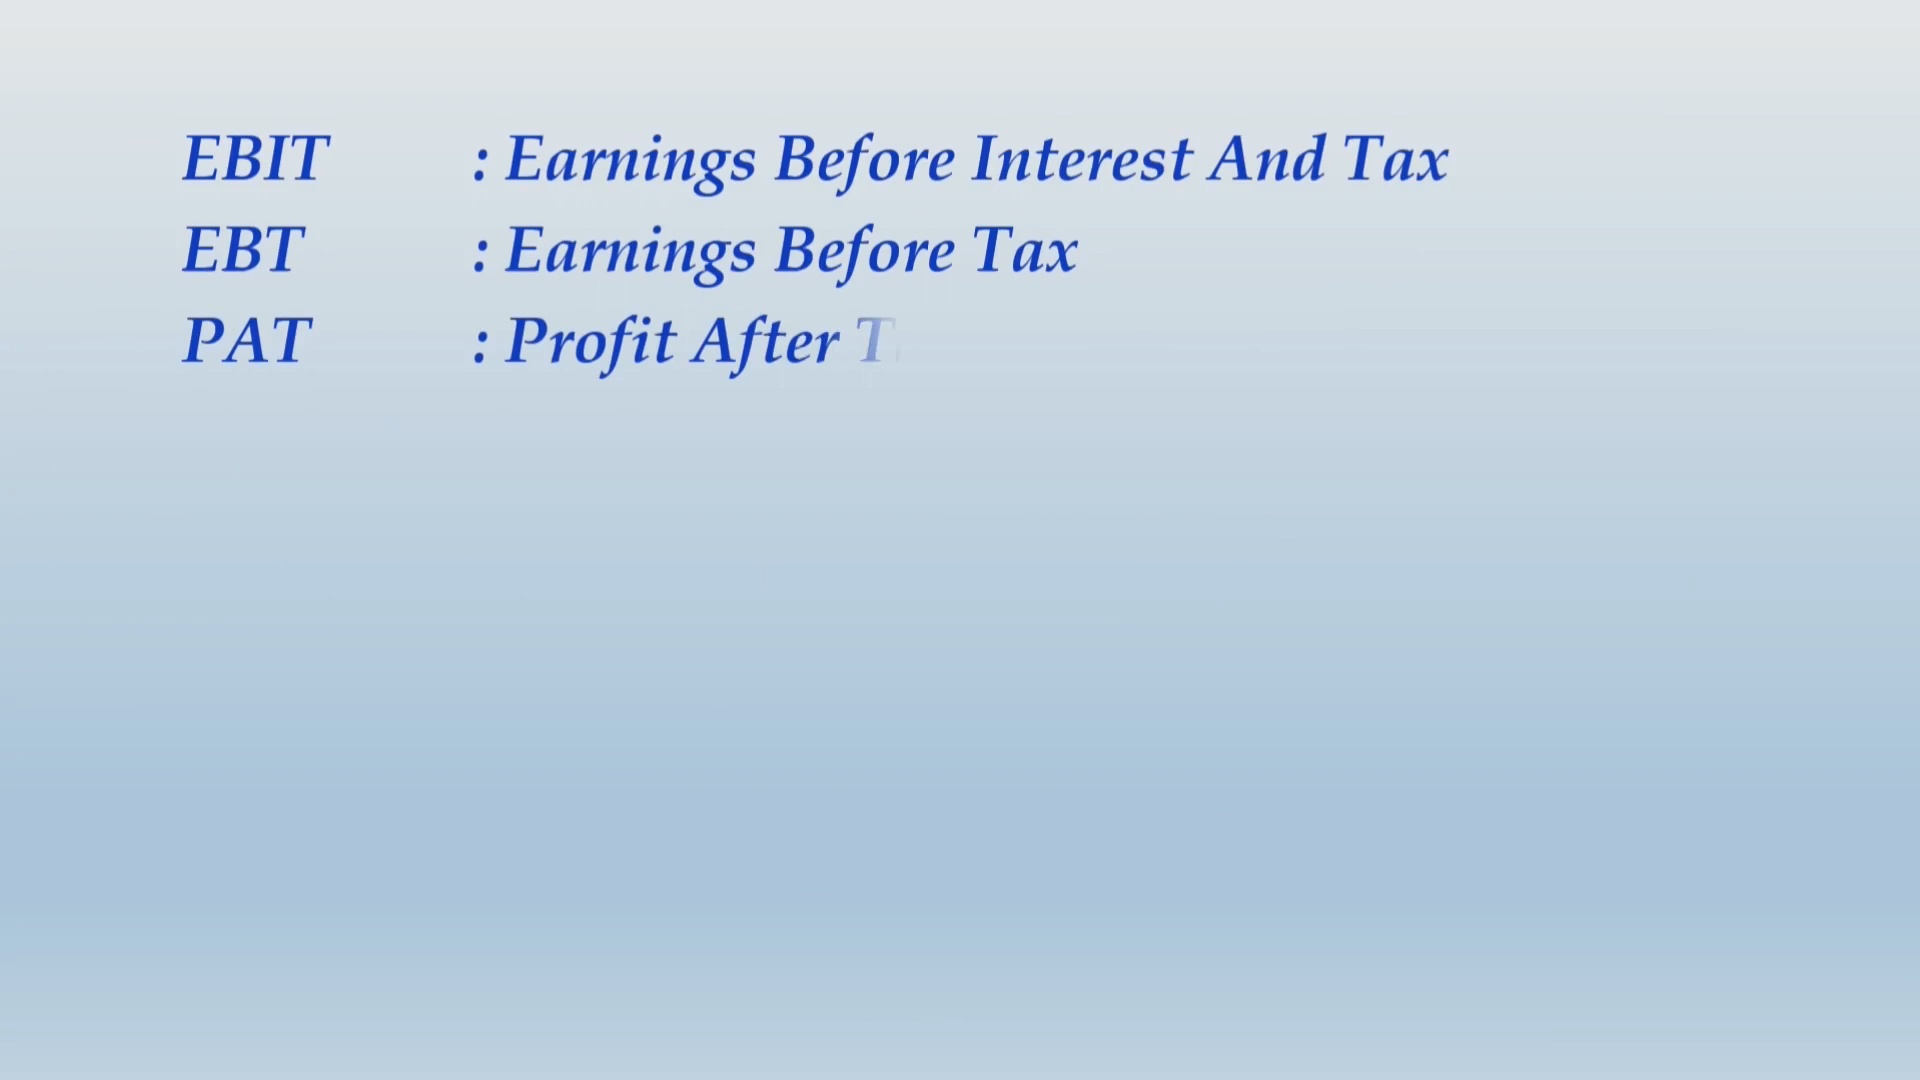 EBIT : Earnings Before Interest And Tax
EBT : Earnings Before Tax
PAT : Profit After T